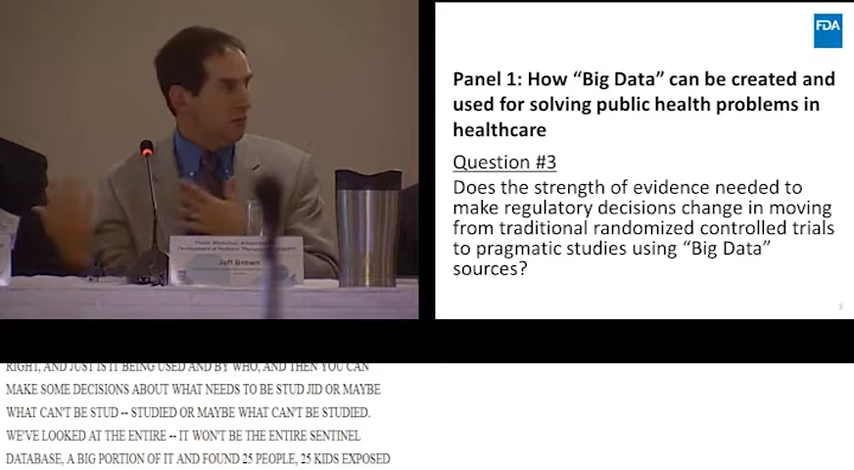 FDA
Panel 1: How “Big Data” can be created and
used for solving public health problems in
healthcare
Question #3
Does the strength of evidence needed to
make regulatory decisions change in moving
from traditional randomized controlled trials
to pragmatic studies using “Big Data”
sources?
3
Jeff Brown
RIGHT, AND JUST IS IT BEING USED AND BY WHO, AND THEN YOU CAN
MAKE SOME DECISIONS ABOUT WHAT NEEDS TO BE STUD JID OR MAYBE
WHAT CAN'T BE STUD -- STUDIED OR MAYBE WHAT CAN'T BE STUDIED.
WE'VE LOOKED AT THE ENTIRE -- IT WON'T BE THE ENTIRE SENTINEL
DATABASE, A BIG PORTION OF IT AND FOUND 25 PEOPLE, 25 KIDS EXPOSED